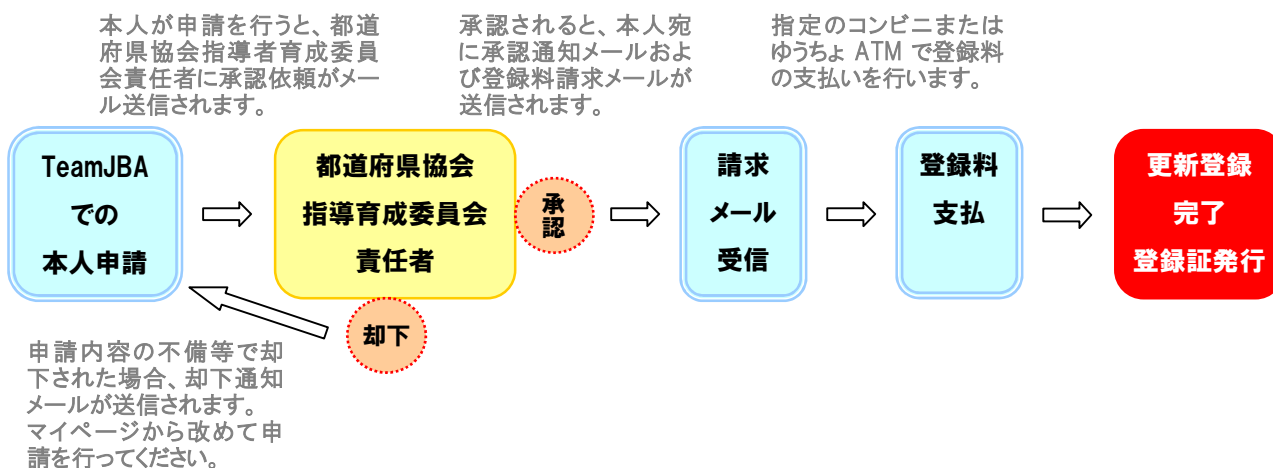 本人が申請を行うと、都道
府県協会指導者育成委員
会責任者に承認依頼がメー
ル送信されます。
承認されると、本人宛
に承認通知メールおよ
び登録料請求メールが
送信されます。
指定のコンビニまたは
ゆうちょ ATM で登録料
の支払いを行います。
TeamJBA
での
本人申請
都道府県協会
指導育成委員会
責任者
承
認
請求
メール
受信
登録料
支払
更新登録
完了
登録証発行
却下
申請内容の不備等で却
下された場合、却下通知
メールが送信されます。
マイページから改めて申
請を行ってください。